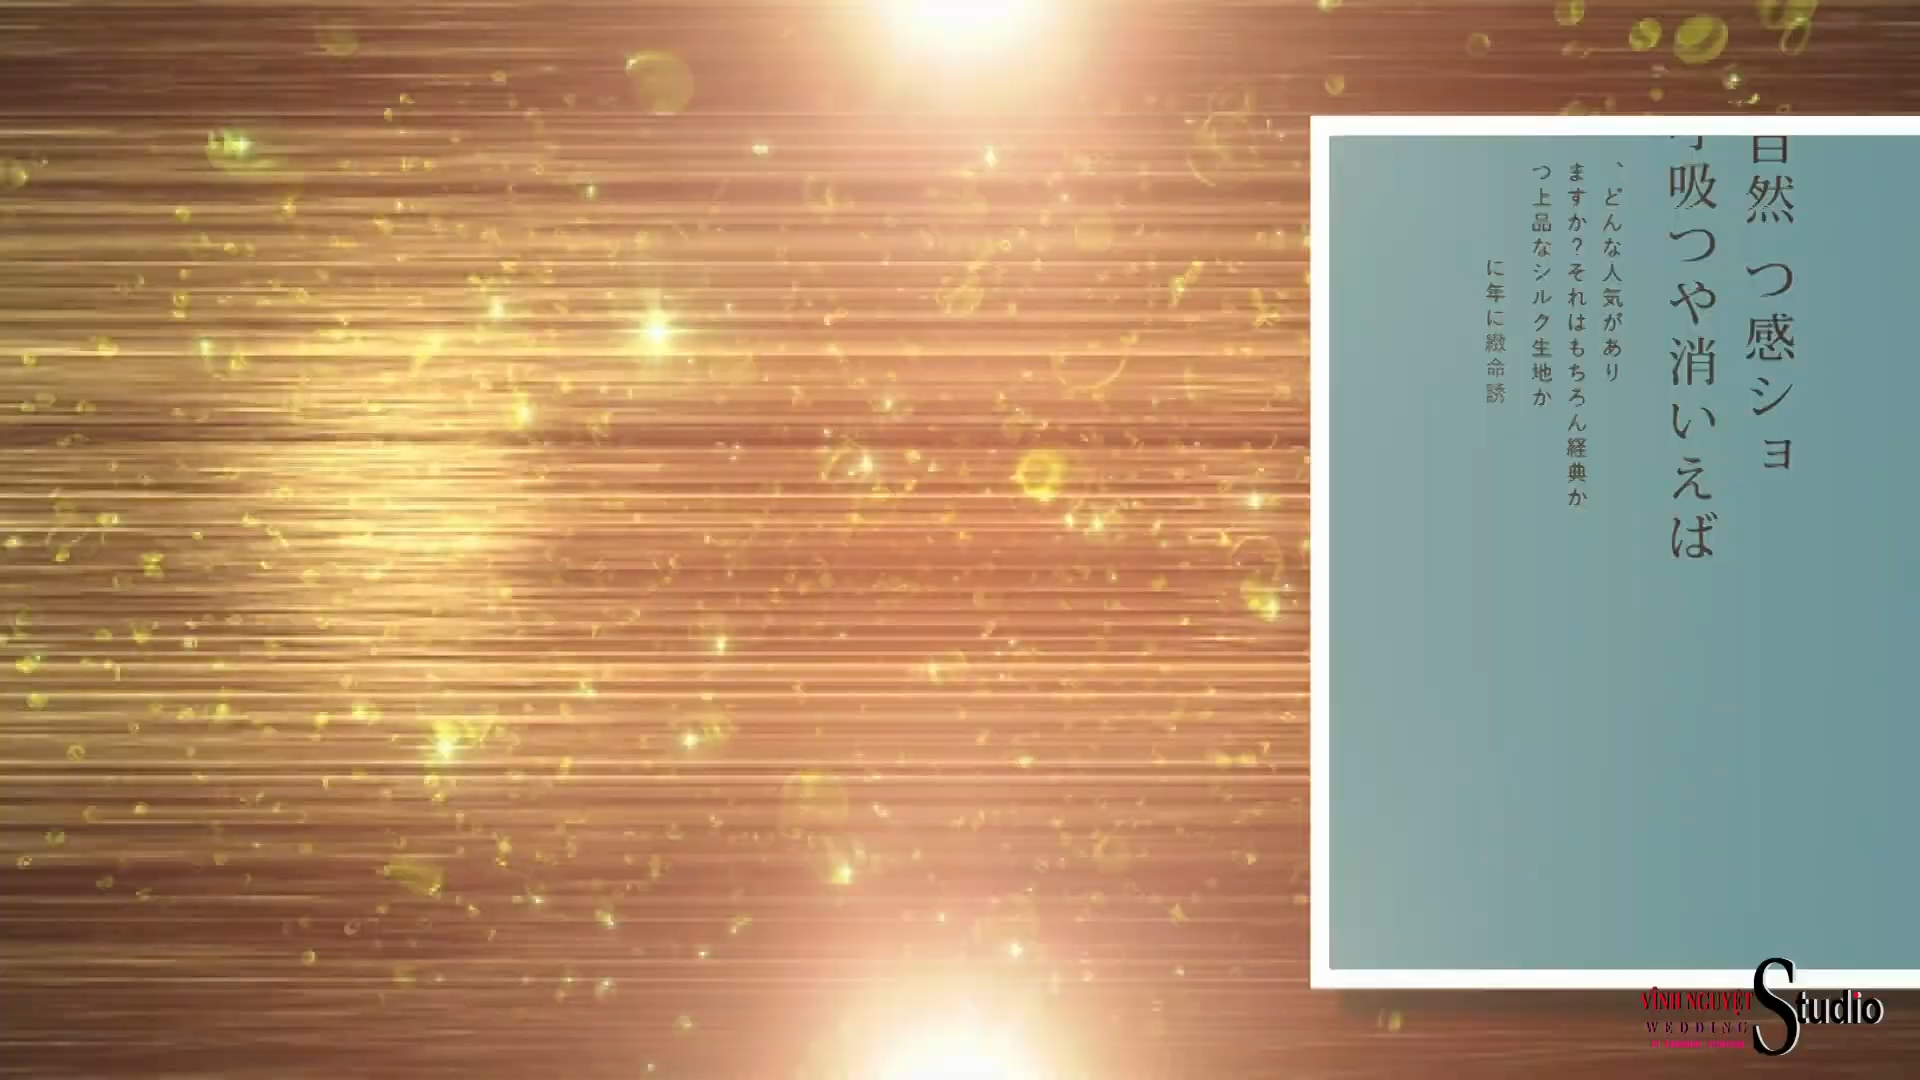 自然 つ感ショ
呼吸つや消いえば
、どんな人気があり
ますか？それはもちろん経典か
つ上品なシルク生地か
に年に緻命誘
VĨNH NGUYỆT
WEDDING
Studio